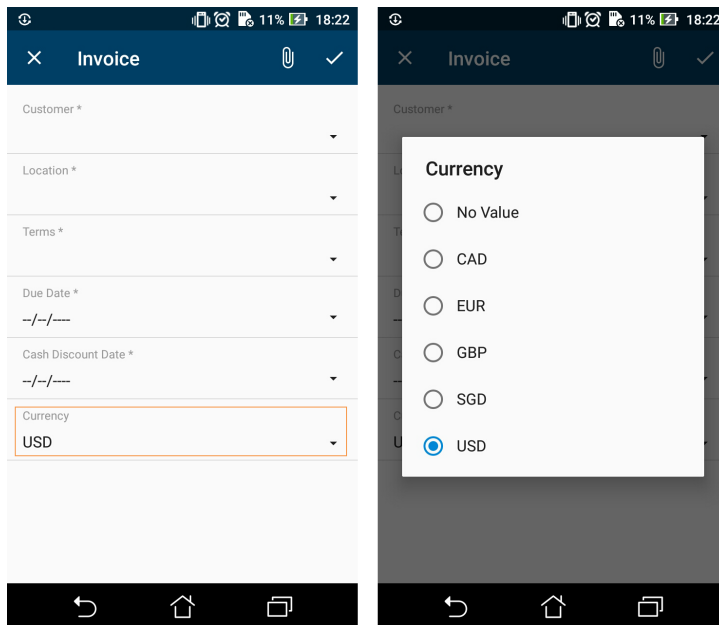 11% 18:22
Invoice
Customer *
Location *
Terms *
Due Date *
--/--/----
Cash Discount Date *
--/--/----
Currency
USD
11% 18:22
Invoice
Customer *
Currency
No Value
CAD
EUR
GBP
SGD
USD